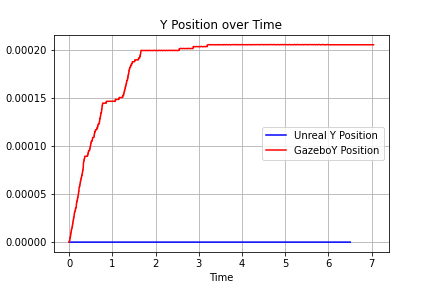 Y Position over Time
0.00020
0.00015
0.00010
0.00005
0.00000
Unreal Y Position
GazeboY Position
0 1 2 3 4 5 6 7
Time